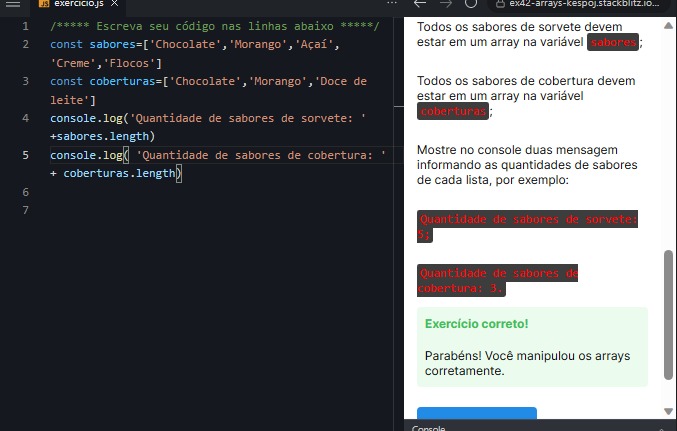 exercicio.js
ex42-arrays-kespoj.stackblitz.io...
1 /***** Escreva seu código nas linhas abaixo *****/
2 const sabores=['Chocolate','Morango','Açaí',
'Creme','Flocos']
3 const coberturas=['Chocolate','Morango','Doce de
leite']
4 console.log('Quantidade de sabores de sorvete: '
+sabores.length)
5 console.log( 'Quantidade de sabores de cobertura: '
+ coberturas.length)
6
7
Todos os sabores de sorvete devem
estar em um array na variável sabores;
Todos os sabores de cobertura devem
estar em um array na variável
coberturas;
Mostre no console duas mensagem
informando as quantidades de sabores
de cada lista, por exemplo:
Quantidade de sabores de sorvete:
5;
Quantidade de sabores de
cobertura: 3.
Exercício correto!
Parabéns! Você manipulou os arrays
corretamente.
Console